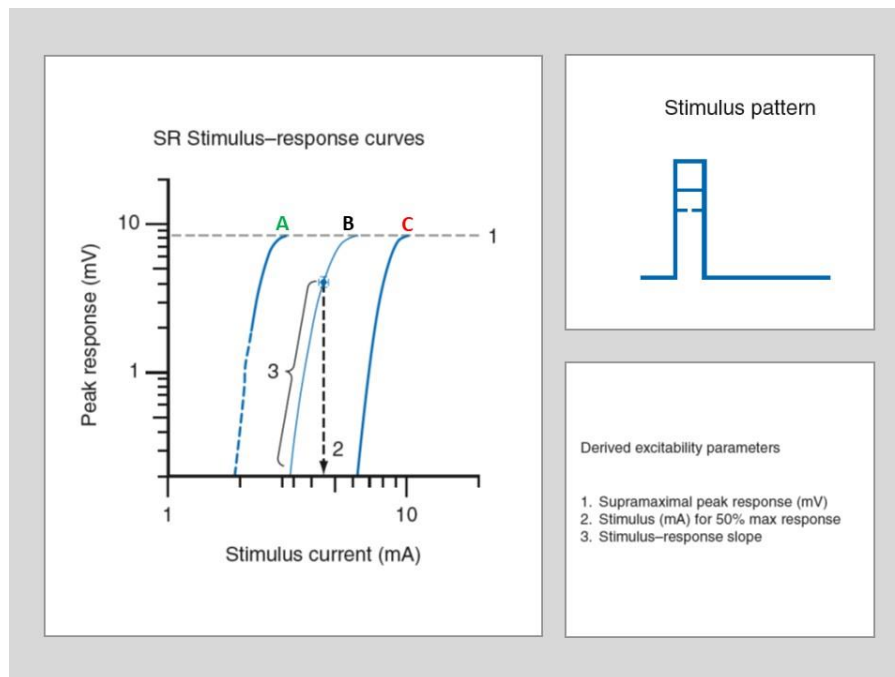 SR Stimulus–response curves
A
B
C
10
1
1
3
2
Peak response (mV)
1
10
Stimulus current (mA)
Stimulus pattern
Derived excitability parameters
1. Supramaximal peak response (mV)
2. Stimulus (mA) for 50% max response
3. Stimulus–response slope